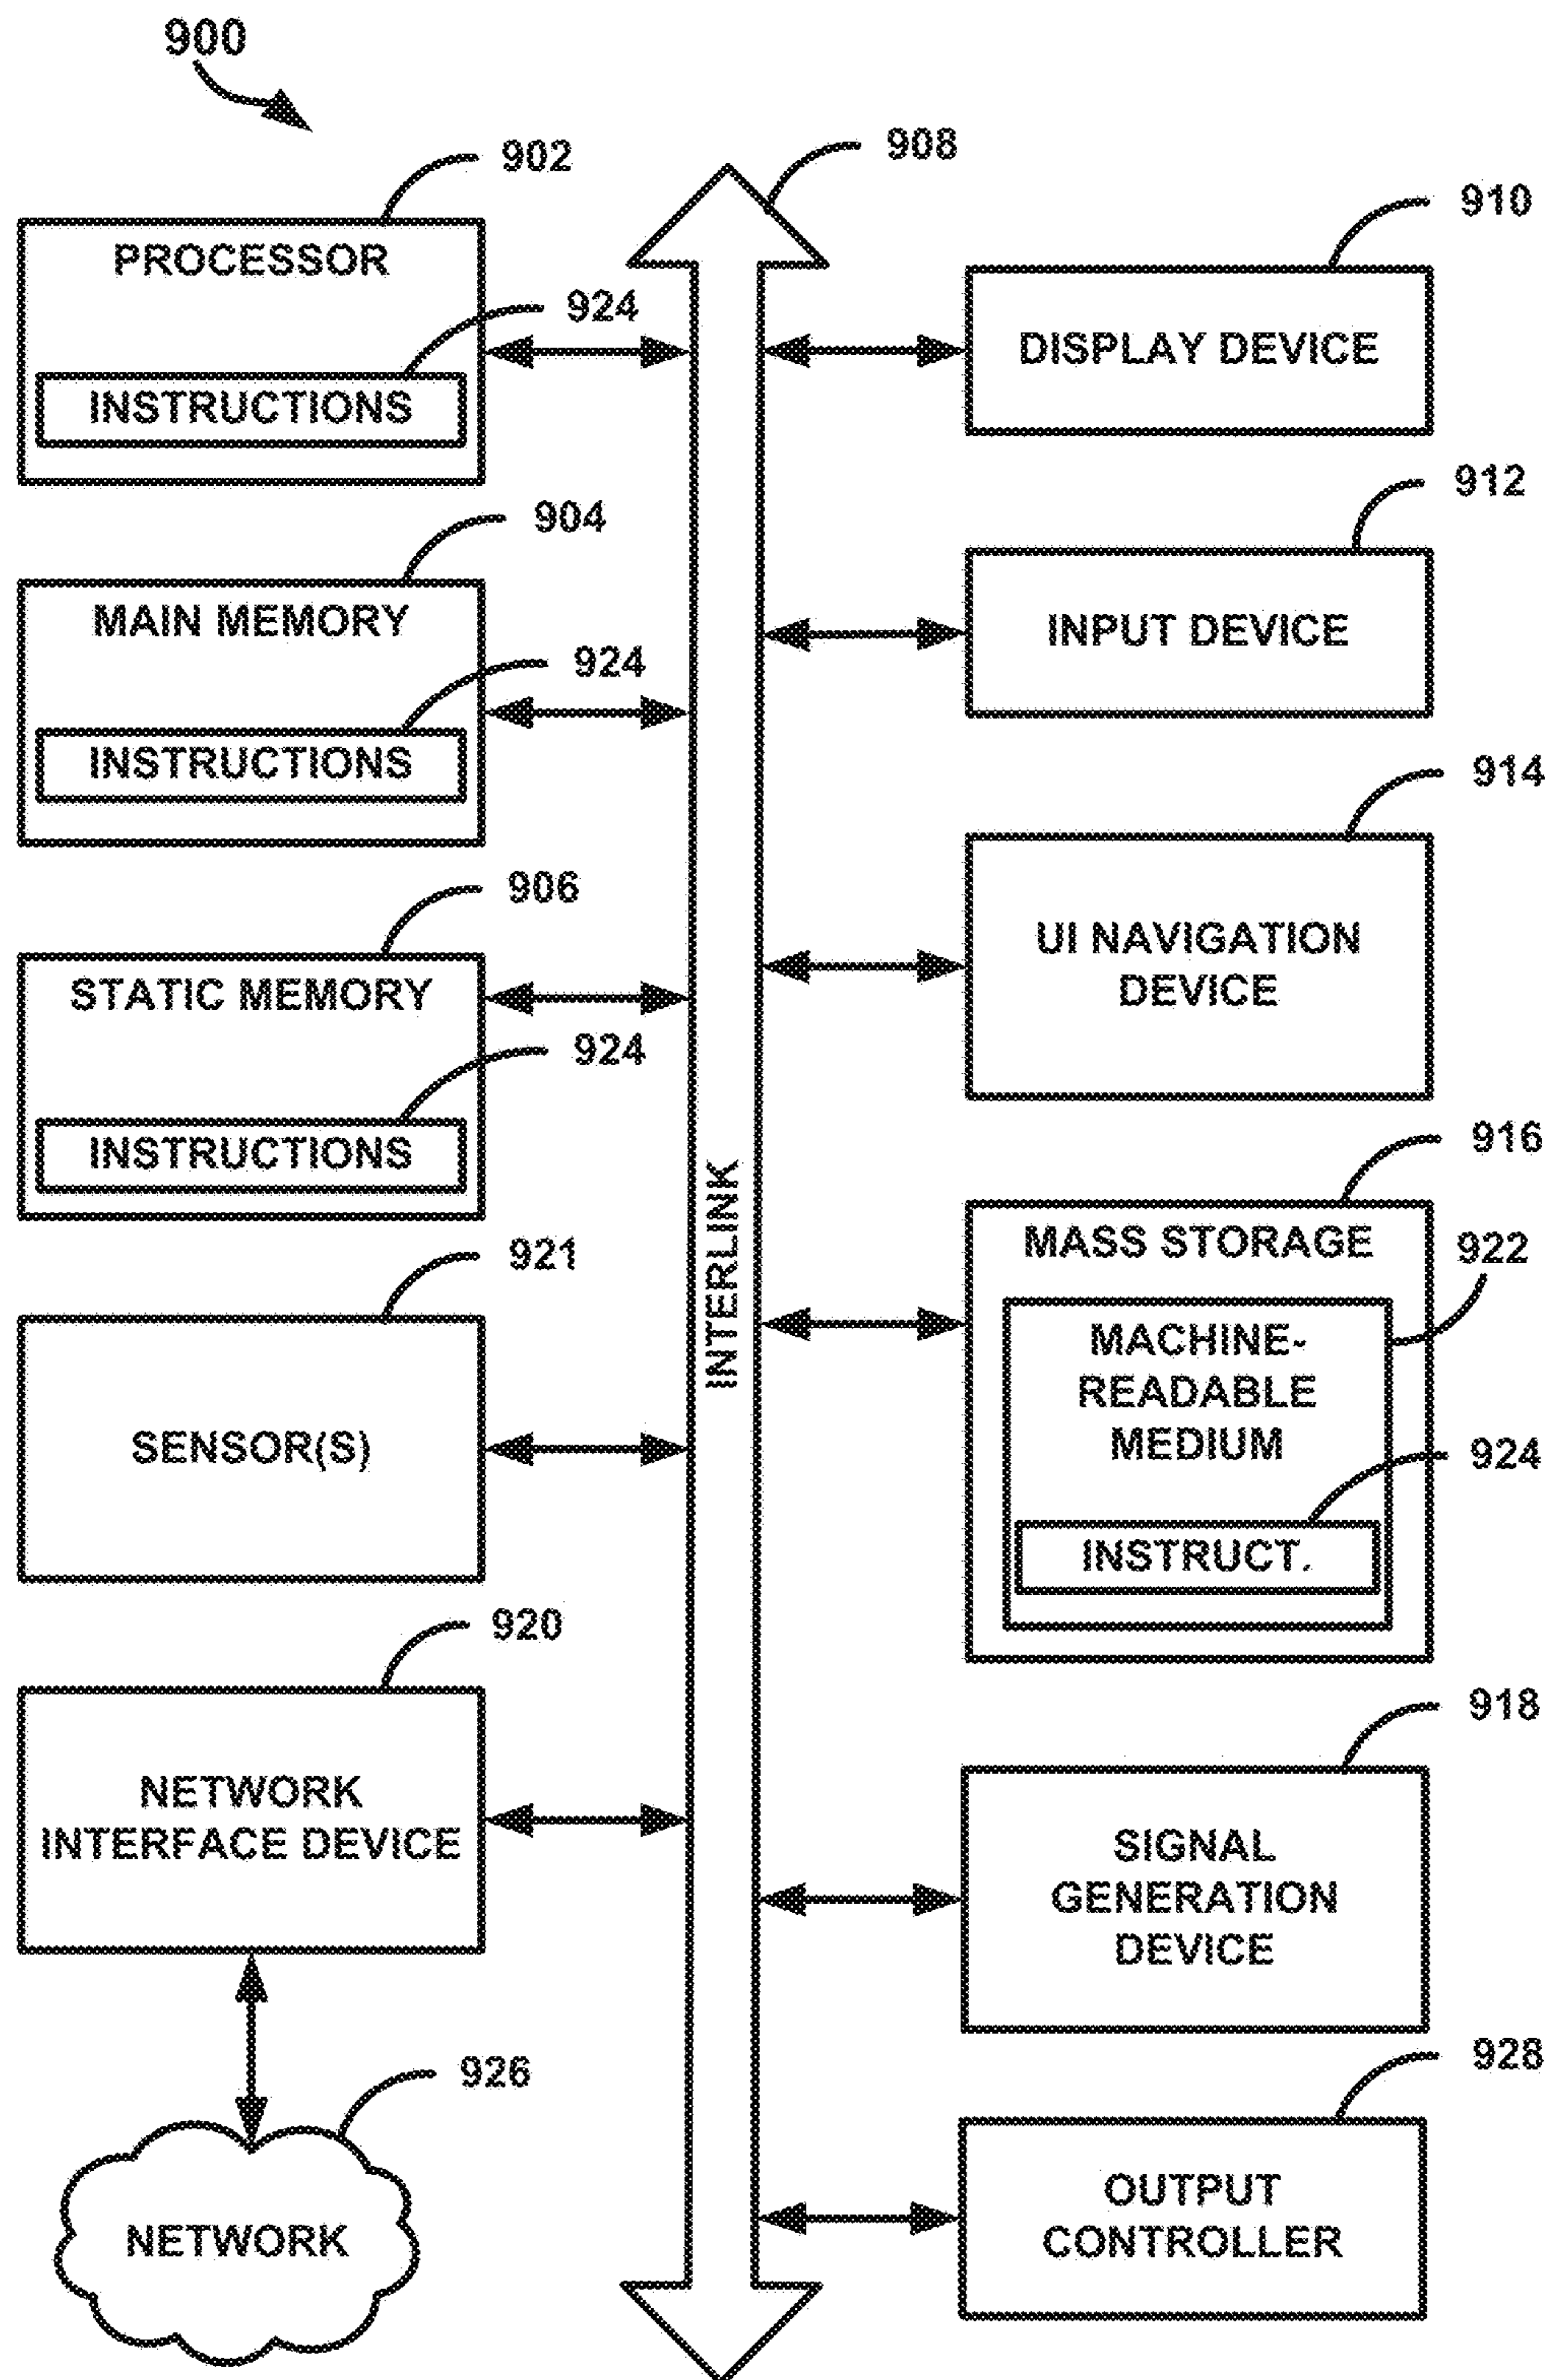 900
902
PROCESSOR
924
INSTRUCTIONS
904
MAIN MEMORY
924
INSTRUCTIONS
906
STATIC MEMORY
924
INSTRUCTIONS
921
SENSOR(S)
920
NETWORK
INTERFACE DEVICE
926
NETWORK
908
INTERLINK
910
DISPLAY DEVICE
912
INPUT DEVICE
914
UI NAVIGATION
DEVICE
916
MASS STORAGE
922
MACHINE-
READABLE
MEDIUM
924
INSTRUCT.
918
SIGNAL
GENERATION
DEVICE
928
OUTPUT
CONTROLLER